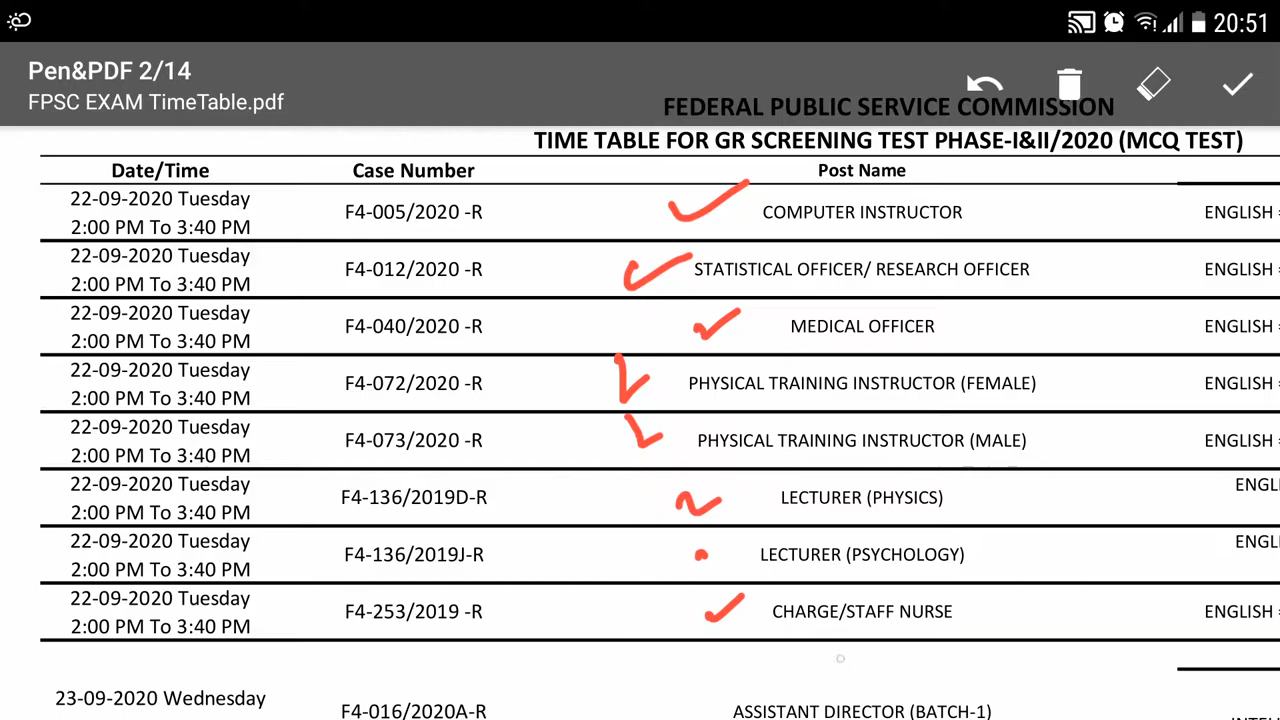 20:51
Pen&PDF 2/14
FPSC EXAM TimeTable.pdf
FEDERAL PUBLIC SERVICE COMMISSION
TIME TABLE FOR GR SCREENING TEST PHASE-I&II/2020 (MCQ TEST)
Date/Time Case Number Post Name
22-09-2020 Tuesday
2:00 PM To 3:40 PM F4-005/2020 -R COMPUTER INSTRUCTOR ENGLISH =
22-09-2020 Tuesday
2:00 PM To 3:40 PM F4-012/2020 -R STATISTICAL OFFICER/ RESEARCH OFFICER ENGLISH =
22-09-2020 Tuesday
2:00 PM To 3:40 PM F4-040/2020 -R MEDICAL OFFICER ENGLISH =
22-09-2020 Tuesday
2:00 PM To 3:40 PM F4-072/2020 -R PHYSICAL TRAINING INSTRUCTOR (FEMALE) ENGLISH =
22-09-2020 Tuesday
2:00 PM To 3:40 PM F4-073/2020 -R PHYSICAL TRAINING INSTRUCTOR (MALE) ENGLISH =
22-09-2020 Tuesday
2:00 PM To 3:40 PM F4-136/2019D-R LECTURER (PHYSICS)
22-09-2020 Tuesday
2:00 PM To 3:40 PM F4-136/2019J-R LECTURER (PSYCHOLOGY)
22-09-2020 Tuesday
2:00 PM To 3:40 PM F4-253/2019 -R CHARGE/STAFF NURSE ENGLISH =
23-09-2020 Wednesday
F4-016/2020A-R ASSISTANT DIRECTOR (BATCH-1)